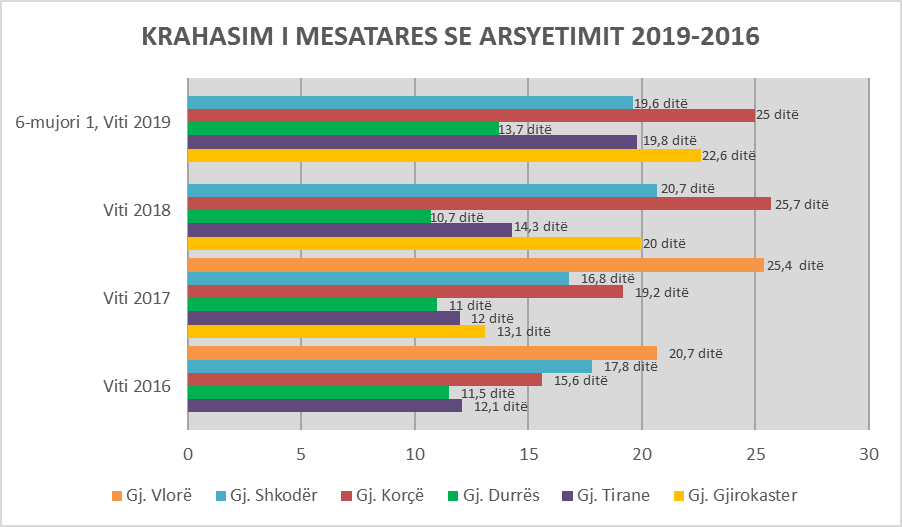 KRAHASIM I MESATARES SE ARSYETIMIT 2019-2016
6-mujori 1, Viti 2019
19,6 ditë
25 ditë
13,7 ditë
19,8 ditë
22,6 ditë
Viti 2018
20,7 ditë
25,7 ditë
10,7 ditë
14,3 ditë
20 ditë
Viti 2017
25,4 ditë
16,8 ditë
19,2 ditë
11 ditë
12 ditë
13,1 ditë
Viti 2016
20,7 ditë
17,8 ditë
15,6 ditë
11,5 ditë
12,1 ditë
0 5 10 15 20 25 30
Gj. Vlorë Gj. Shkodër Gj. Korçë Gj. Durrës Gj. Tirane Gj. Gjirokaster